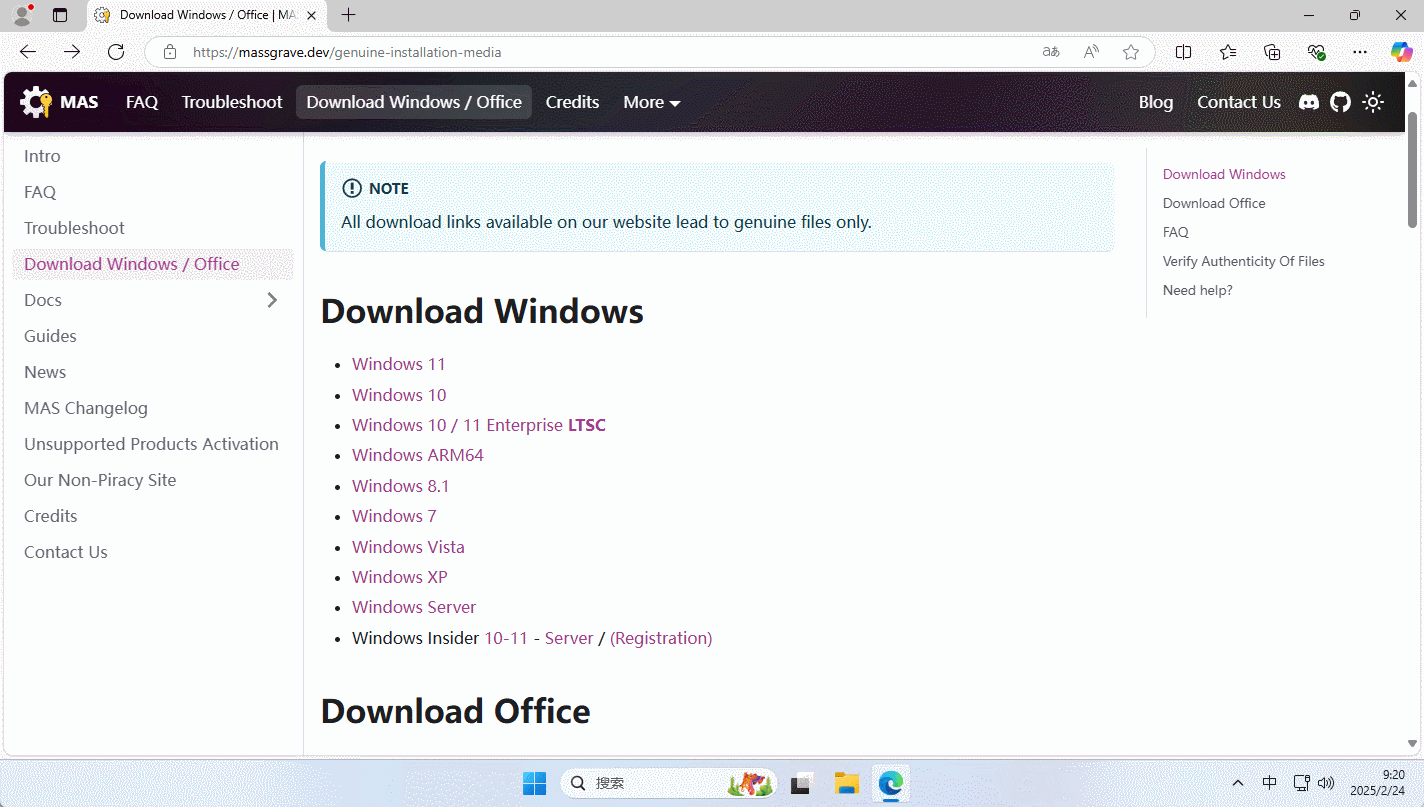 Download Windows / Office | MA
https://massgrave.dev/genuine-installation-media
MAS FAQ Troubleshoot Download Windows / Office Credits More Blog Contact Us
Intro
FAQ
Troubleshoot
Download Windows / Office
Docs
Guides
News
MAS Changelog
Unsupported Products Activation
Our Non-Piracy Site
Credits
Contact Us
NOTE
All download links available on our website lead to genuine files only.
Download Windows
Windows 11
Windows 10
Windows 10 / 11 Enterprise LTSC
Windows ARM64
Windows 8.1
Windows 7
Windows Vista
Windows XP
Windows Server
Windows Insider 10-11 - Server / (Registration)
Download Office
Download Windows
Download Office
FAQ
Verify Authenticity Of Files
Need help?
搜索
中
9:20
2025/2/24